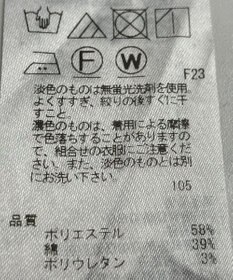 F
W
F23
淡色のものは無蛍光洗剤を使用、
よくすすぎ、絞りの後すぐに干
すこと。
濃色のものは、着用による摩擦
で色落ちすることがありますの
で、組合せの衣服にご注意くださ
い。また、淡色のものとは別
にお洗い下さい。
105
品質
ポリエステル 58%
綿 39%
ポリウレタン 3%